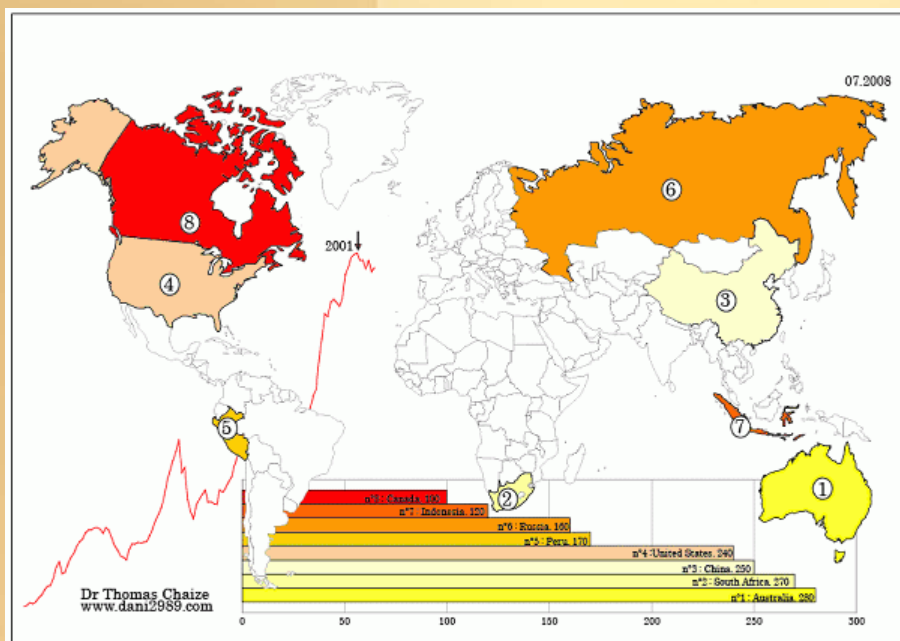 07.2008
8
6
2001
4
3
5
7
1
2
n°8 : Canada. 100
n°7 : Indonesia. 120
n°6 : Russia. 160
n°5 : Peru. 170
n°4 :United States. 240
n°3 : China. 250
n°2 : South Africa. 270
n°1 : Australia. 280
Dr Thomas Chaize
www.dani2989.com
0 50 100 150 200 250 300